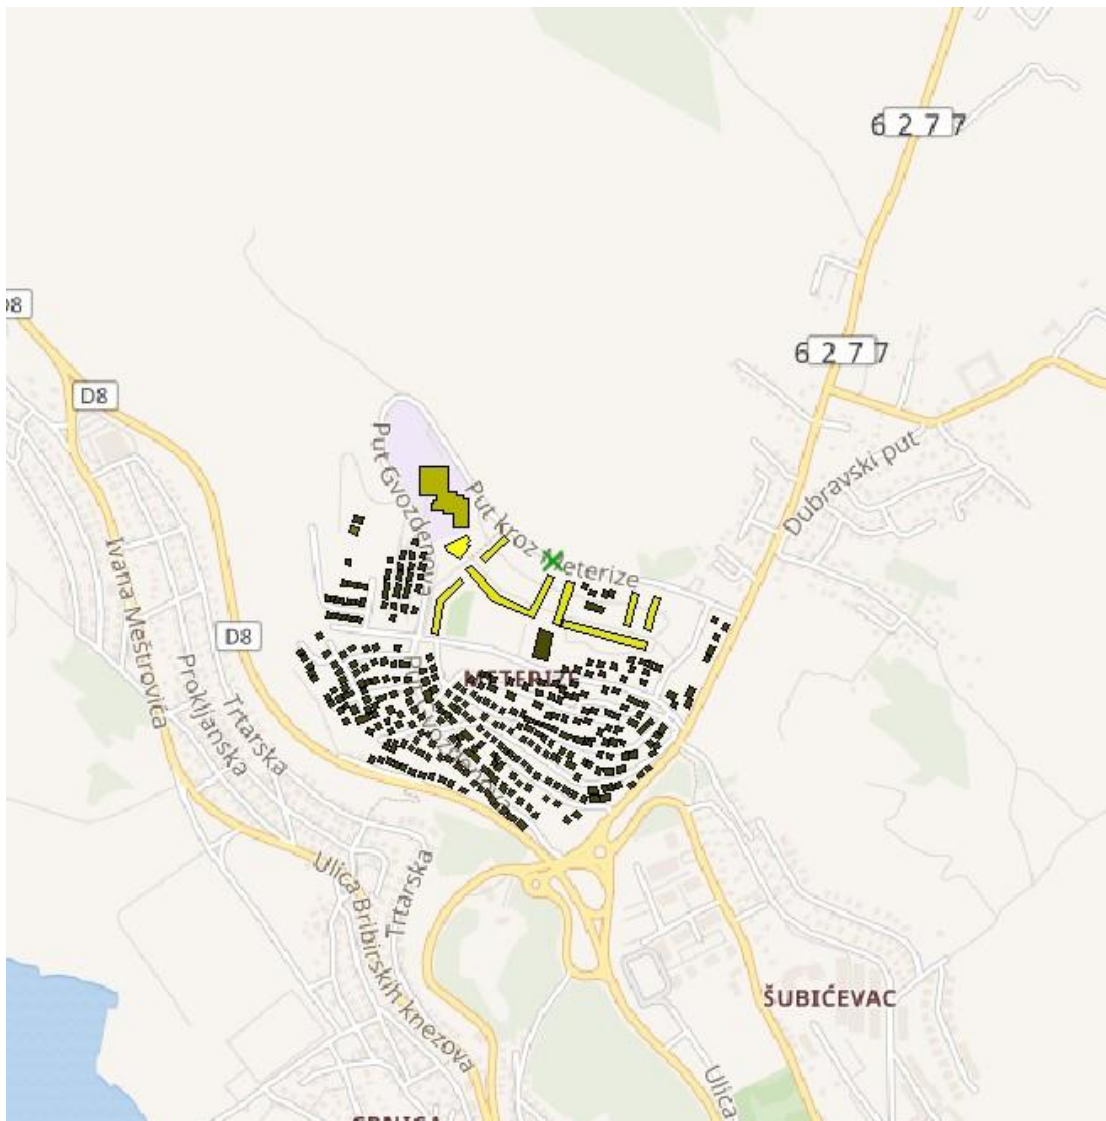 6277
D8
6277
D8
Put Gvozdenova
Put kroz Meterize
Dubravski put
Ivana Meštrovića
D8
Prokljanska
Trtarska
METERIZE
Trtarska
Ulica Bribirskih knezova
ŠUBIĆEVAC
Ulica